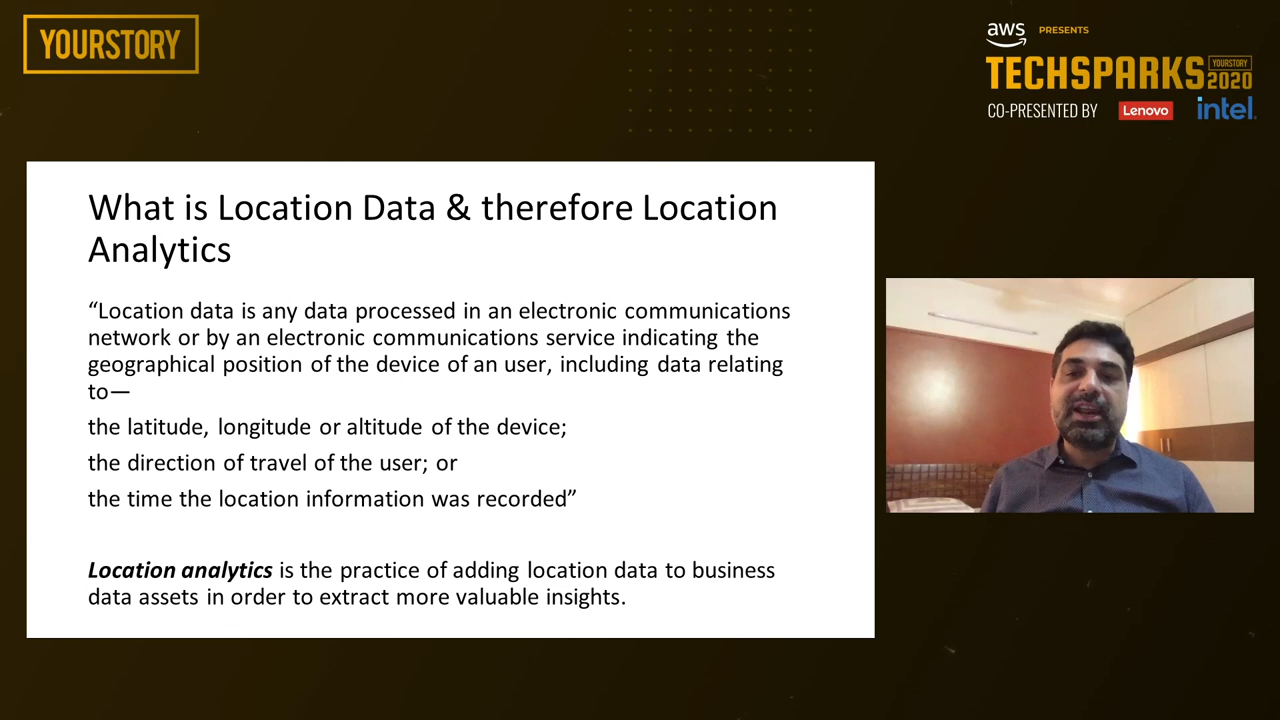 YOURSTORY
aws PRESENTS
TECHSPARKS YOURSTORY 2020
CO-PRESENTED BY Lenovo intel.
What is Location Data & therefore Location
Analytics
“Location data is any data processed in an electronic communications
network or by an electronic communications service indicating the
geographical position of the device of an user, including data relating
to—
the latitude, longitude or altitude of the device;
the direction of travel of the user; or
the time the location information was recorded”
Location analytics is the practice of adding location data to business
data assets in order to extract more valuable insights.